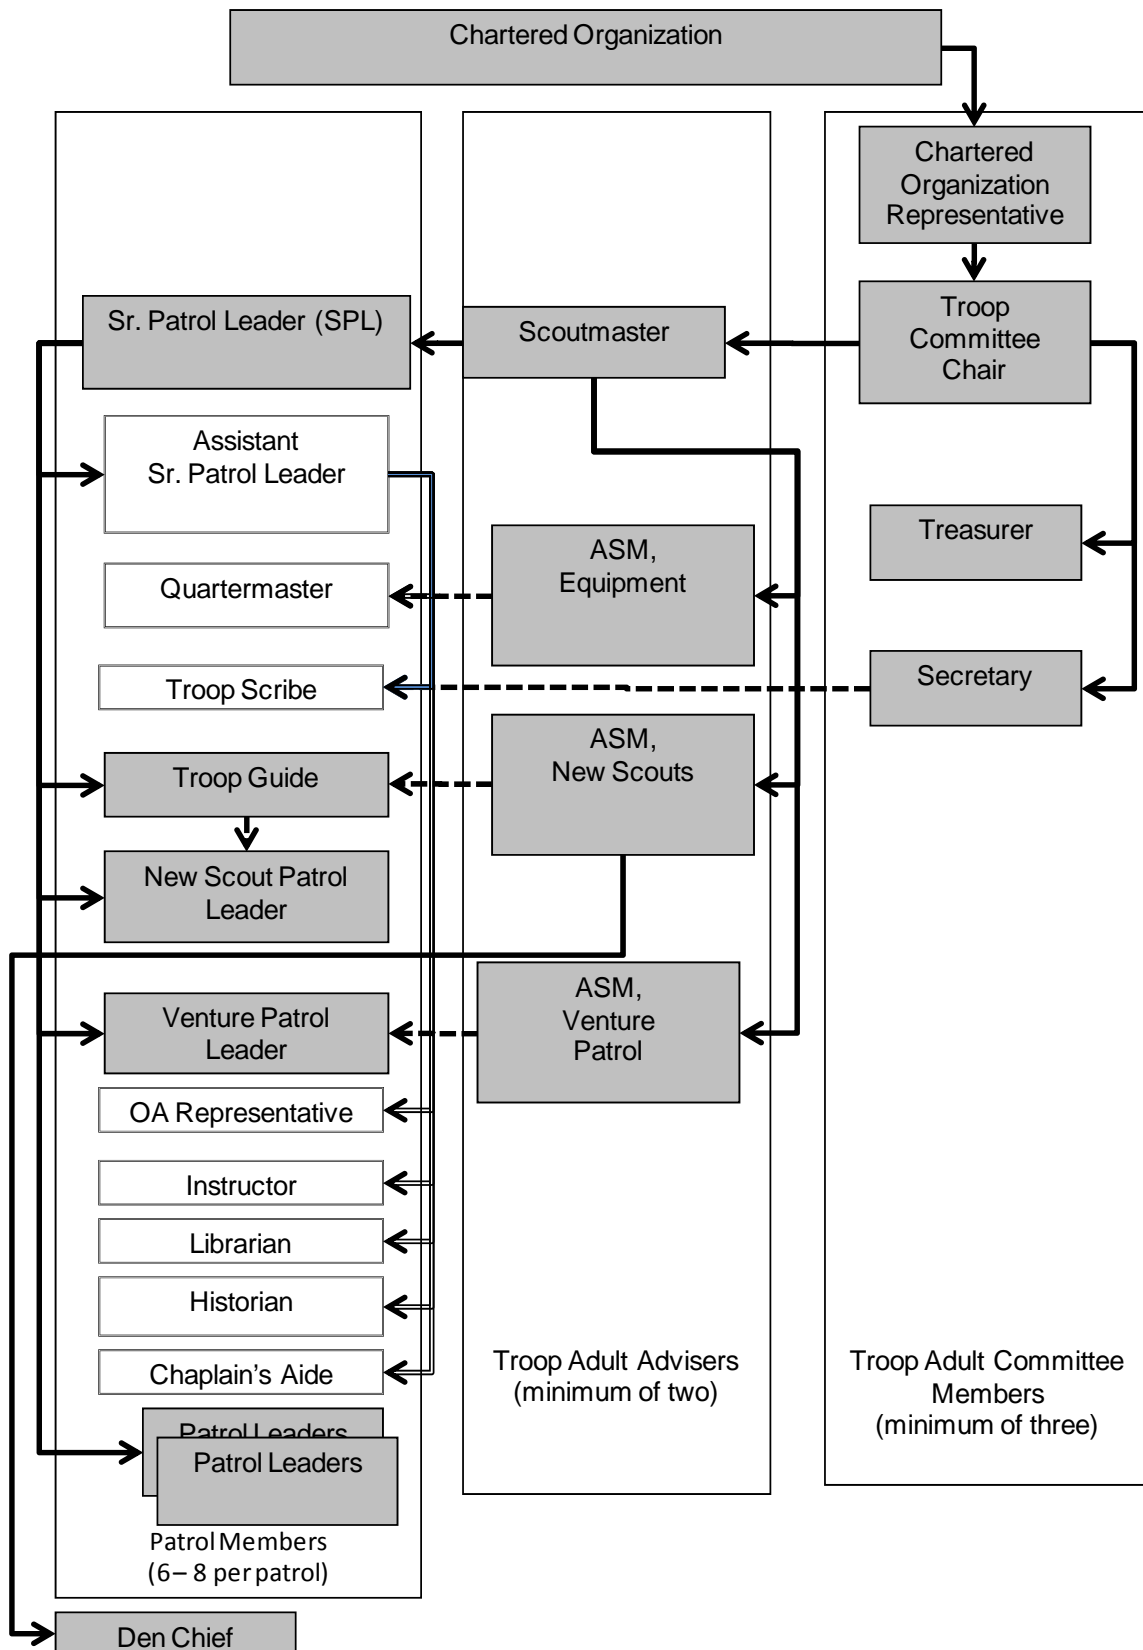 Chartered Organization
Chartered
Organization
Representative
Sr. Patrol Leader (SPL)
Scoutmaster
Troop
Committee
Chair
Assistant
Sr. Patrol Leader
Quartermaster
ASM,
Equipment
Treasurer
Troop Scribe
Secretary
Troop Guide
ASM,
New Scouts
New Scout Patrol
Leader
Venture Patrol
Leader
ASM,
Venture
Patrol
OA Representative
Instructor
Librarian
Historian
Chaplain’s Aide
Patrol Leaders
Patrol Leaders
Patrol Members
(6– 8 per patrol)
Troop Adult Advisers
(minimum of two)
Troop Adult Committee
Members
(minimum of three)
Den Chief